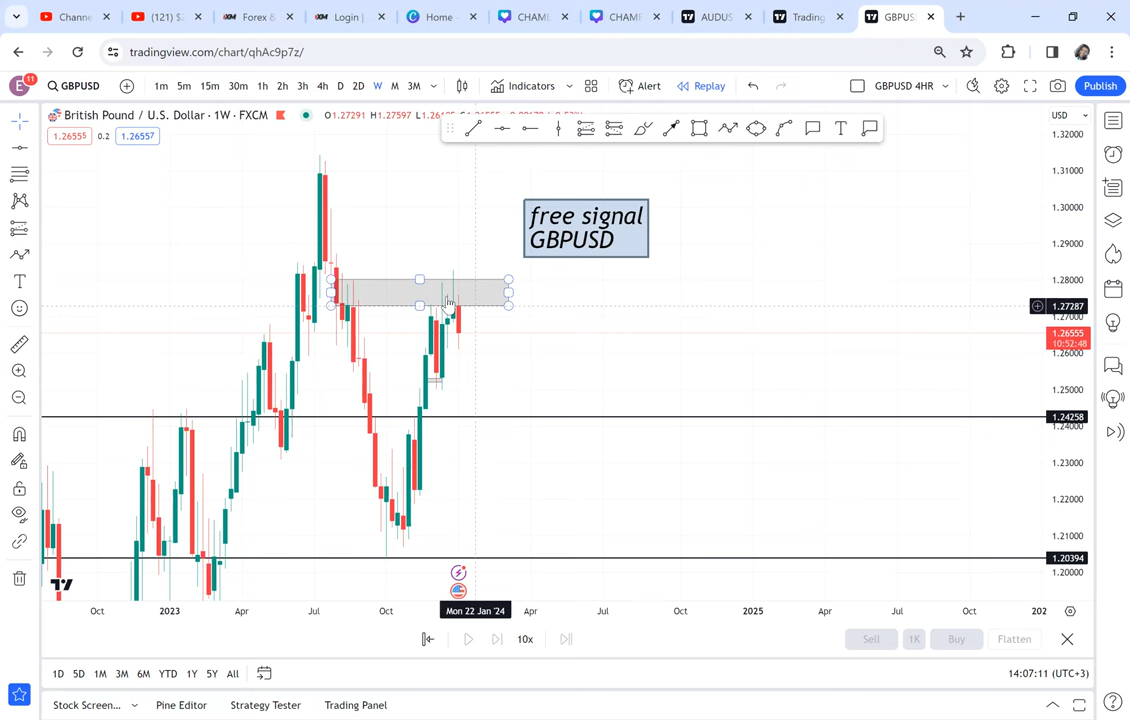 Channe
(121) $2
Forex &
Login |
Home -
CHAME
CHAME
AUDUS
Trading
GBPUS
tradingview.com/chart/qhAc9p7z/
E
11
GBPUSD
1m
5m
15m
30m
1h
2h
3h
4h
D
2D
W
M
3M
Indicators
Alert
Replay
GBPUSD 4HR
Publish
British Pound / U.S. Dollar · 1W · FXCM
O1.27291 H1.27597
USD
1.26555
0.2
1.26557
1.32000
1.31000
1.30000
1.29000
1.28000
1.27287
1.27000
1.26555
10:52:48
1.26000
1.25000
1.24258
1.24000
1.23000
1.22000
1.21000
1.20394
1.20000
free signal
GBPUSD
Oct
2023
Apr
Jul
Oct
Mon 22 Jan '24
Apr
Jul
Oct
2025
Apr
Jul
Oct
202
10x
Sell
1K
Buy
Flatten
1D
5D
1M
3M
6M
YTD
1Y
5Y
All
14:07:11 (UTC+3)
Stock Screen...
Pine Editor
Strategy Tester
Trading Panel